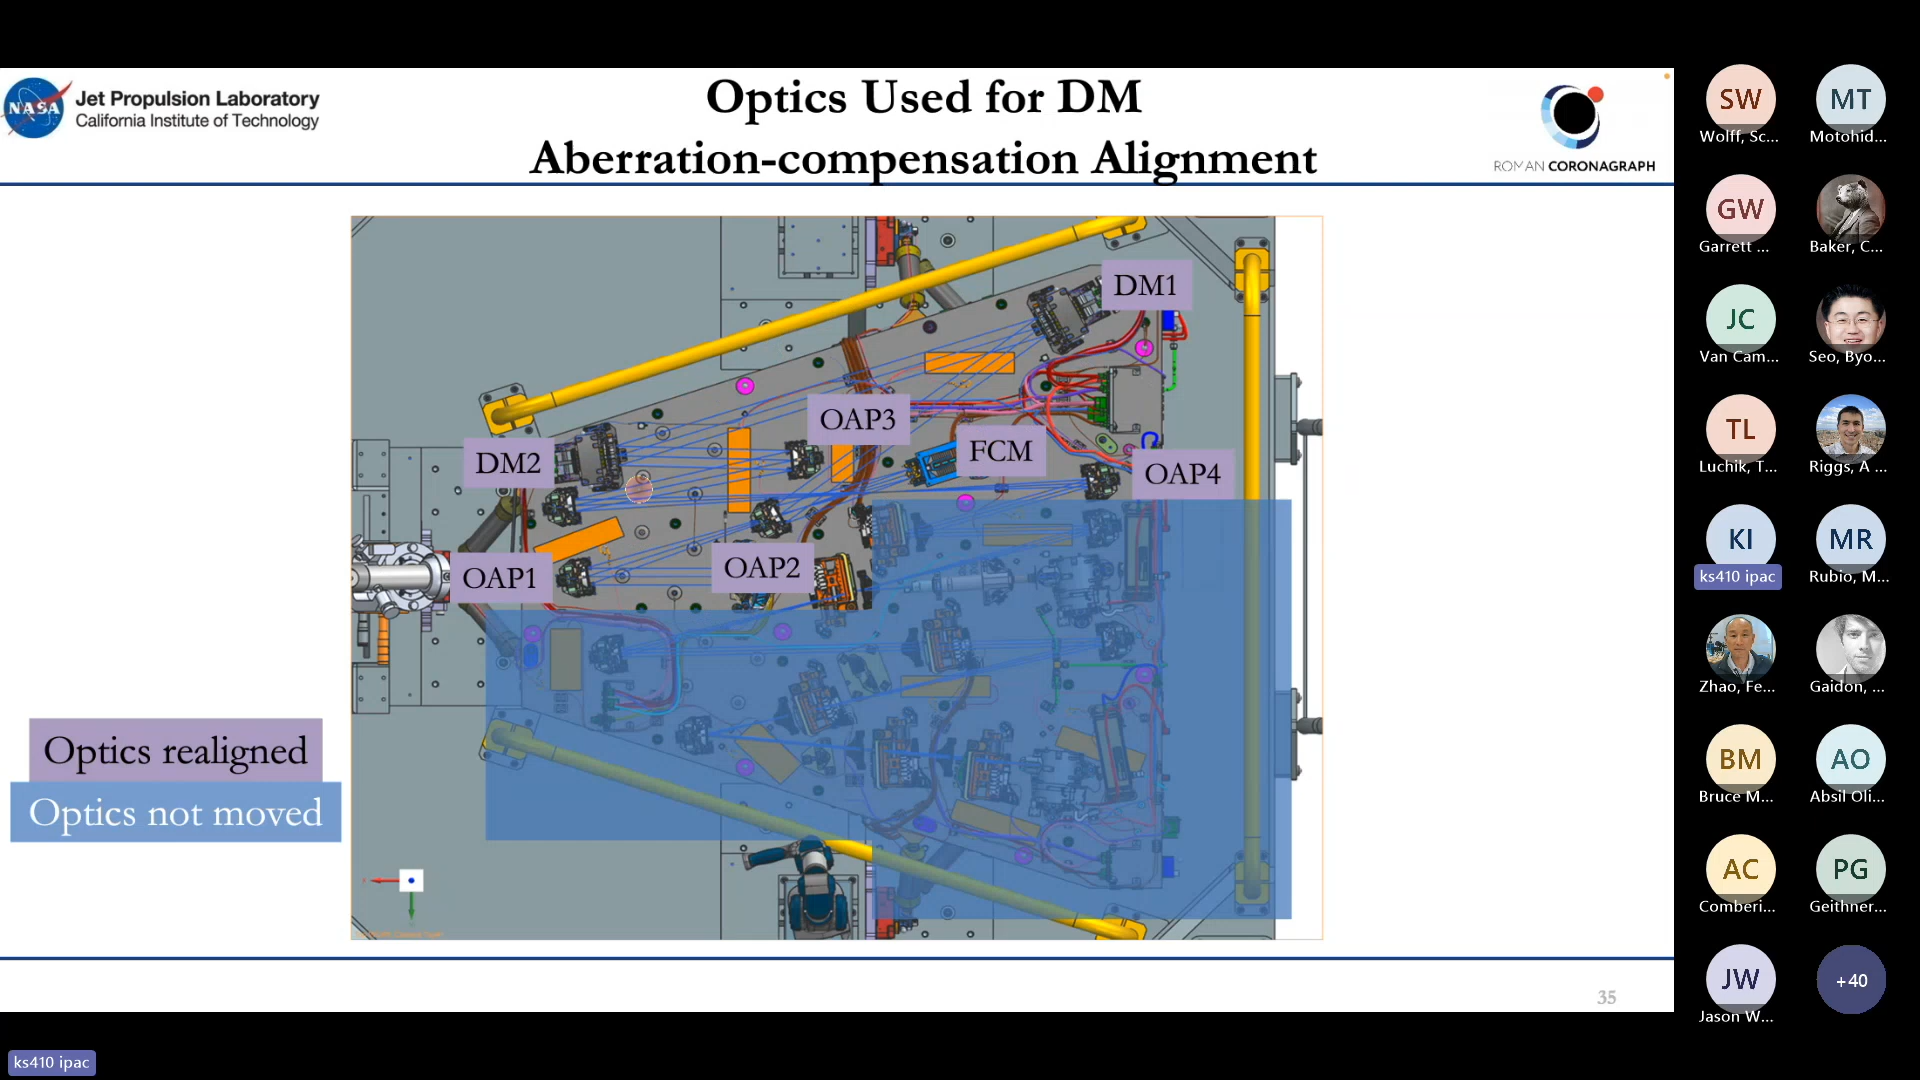 NASA
Jet Propulsion Laboratory
California Institute of Technology
Optics Used for DM
Aberration-compensation Alignment
ROMAN CORONAGRAPH
DM1
OAP3
FCM
DM2
OAP4
OAP1
OAP2
Optics realigned
Optics not moved
35
SW
Wolff, Sc...
MT
Motohid...
GW
Garrett ...
Baker, C...
JC
Van Cam...
Seo, Byo...
TL
Luchik, T...
Riggs, A ...
KI
ks410 ipac
MR
Rubio, M...
Zhao, Fe...
Gaidon, ...
BM
Bruce M...
AO
Absil Oli...
AC
Comberi...
PG
Geithner...
JW
Jason W...
+40
ks410 ipac